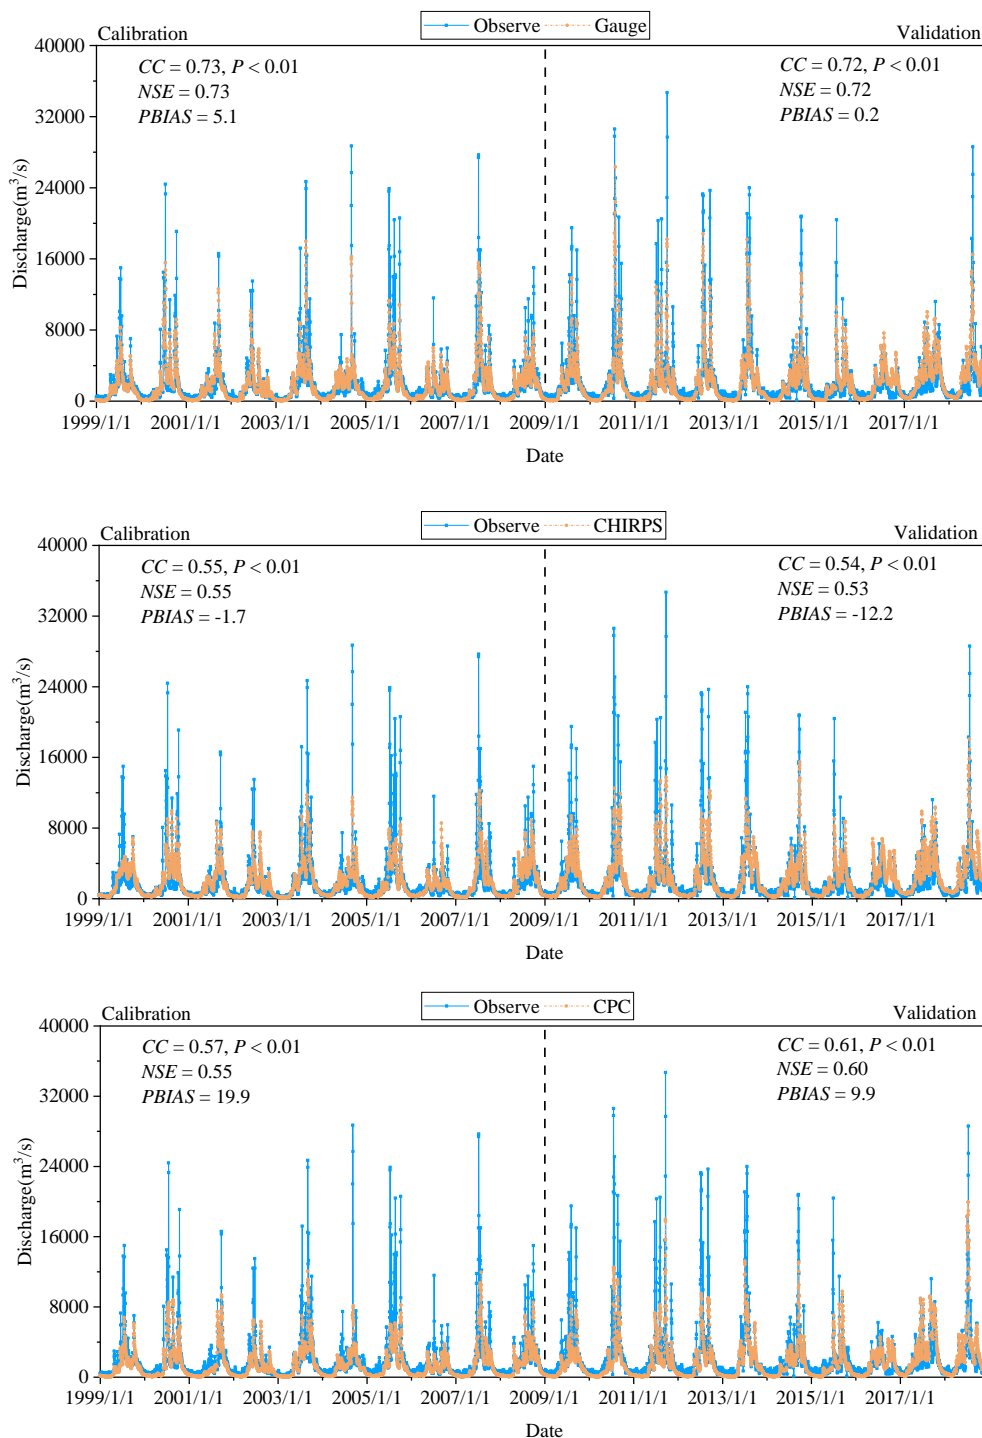 Observe Gauge
Calibration Validation
40000
32000
24000
16000
8000
0
CC = 0.73, P < 0.01
NSE = 0.73
PBIAS = 5.1
CC = 0.72, P < 0.01
NSE = 0.72
PBIAS = 0.2
Discharge(m³/s)
1999/1/1 2001/1/1 2003/1/1 2005/1/1 2007/1/1 2009/1/1 2011/1/1 2013/1/1 2015/1/1 2017/1/1
Date
Observe CHIRPS
Calibration Validation
40000
32000
24000
16000
8000
0
CC = 0.55, P < 0.01
NSE = 0.55
PBIAS = -1.7
CC = 0.54, P < 0.01
NSE = 0.53
PBIAS = -12.2
Discharge(m³/s)
1999/1/1 2001/1/1 2003/1/1 2005/1/1 2007/1/1 2009/1/1 2011/1/1 2013/1/1 2015/1/1 2017/1/1
Date
Observe CPC
Calibration Validation
40000
32000
24000
16000
8000
0
CC = 0.57, P < 0.01
NSE = 0.55
PBIAS = 19.9
CC = 0.61, P < 0.01
NSE = 0.60
PBIAS = 9.9
Discharge(m³/s)
1999/1/1 2001/1/1 2003/1/1 2005/1/1 2007/1/1 2009/1/1 2011/1/1 2013/1/1 2015/1/1 2017/1/1
Date